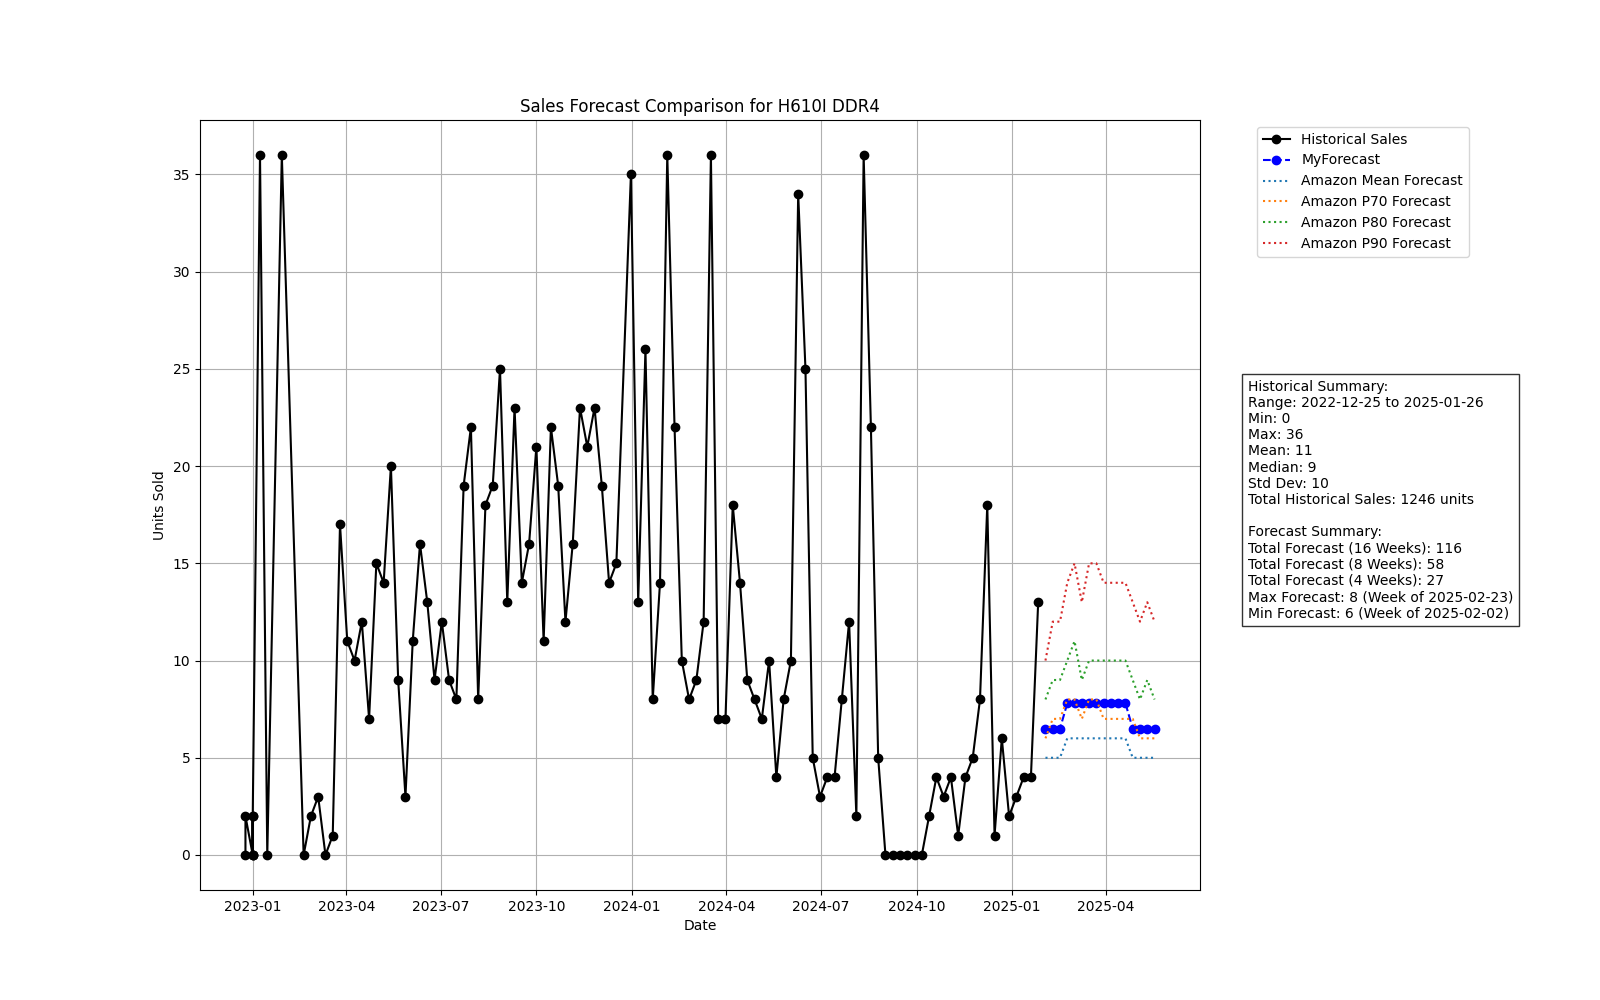 Sales Forecast Comparison for H610I DDR4
Historical Sales
MyForecast
Amazon Mean Forecast
Amazon P70 Forecast
Amazon P80 Forecast
Amazon P90 Forecast
Units Sold
35
30
25
20
15
10
5
0
2023-01
2023-04
2023-07
2023-10
2024-01
2024-04
2024-07
2024-10
2025-01
2025-04
Date
Historical Summary:
Range: 2022-12-25 to 2025-01-26
Min: 0
Max: 36
Mean: 11
Median: 9
Std Dev: 10
Total Historical Sales: 1246 units
Forecast Summary:
Total Forecast (16 Weeks): 116
Total Forecast (8 Weeks): 58
Total Forecast (4 Weeks): 27
Max Forecast: 8 (Week of 2025-02-23)
Min Forecast: 6 (Week of 2025-02-02)